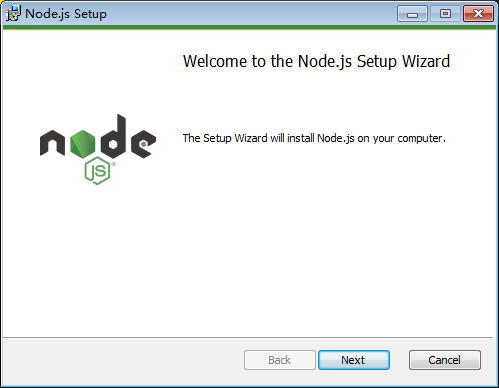 Node.js Setup
Welcome to the Node.js Setup Wizard
The Setup Wizard will install Node.js on your computer.
node
JS®
Back
Next
Cancel